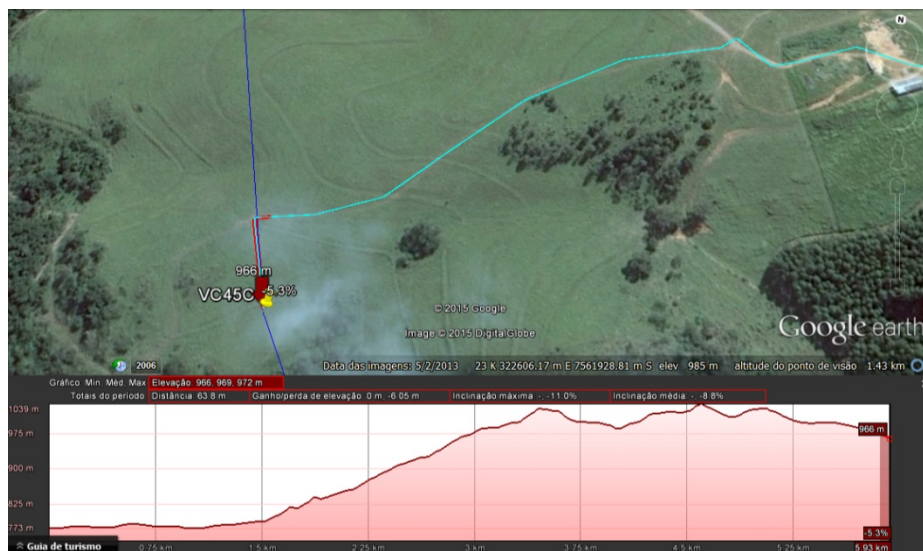 N
966 m
-5.3%
VC45C
© 2015 Google
Image © 2015 DigitalGlobe
Google earth
2006
Data das imagens: 5/2/2013 23 K 322606.17 m E 7561928.81 m S elev 985 m altitude do ponto de visão 1.43 km
Gráfico Mín. Méd. Máx Elevação: 966, 969, 972 m
Totais do período Distância: 63.8 m Ganho/perda de elevação: 0 m, -6.05 m Inclinação máxima: -, -11.0% Inclinação média: -, -8.8%
1039 m
975 m
966 m
900 m
825 m
773 m
-5.3%
Guia de turismo
0.75 km 1.5 km 2.25 km 3 km 3.75 km 4.5 km 5.25 km 5.93 km